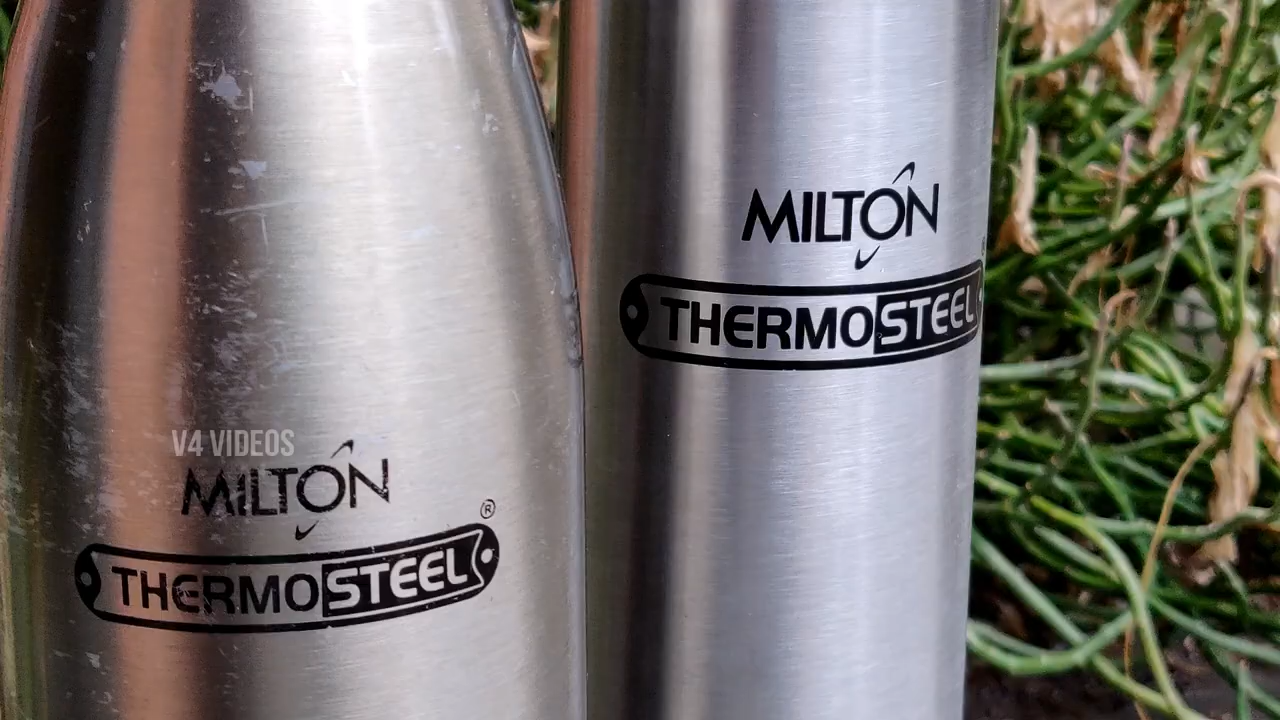 V4 VIDEOS
MILTON
®
THERMOSTEEL
MILTON
THERMOSTEEL